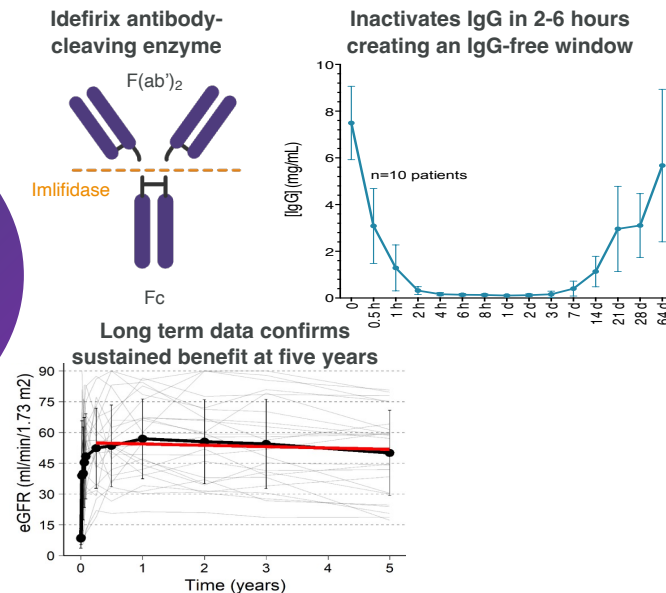 Idefirix antibody-
cleaving enzyme
F(ab')2
Imlifidase
Fc
Inactivates IgG in 2-6 hours
creating an IgG-free window
[IgG] (mg/mL)
10
8
6
4
2
0
n=10 patients
0 0.5 h 1 h 2 h 4 h 6 h 8 h 1 d 2 d 3 d 7 d 14 d 21 d 28 d 64 d
Long term data confirms
sustained benefit at five years
eGFR (ml/min/1.73 m2)
90
75
60
45
30
15
0
0 1 2 3 4 5
Time (years)